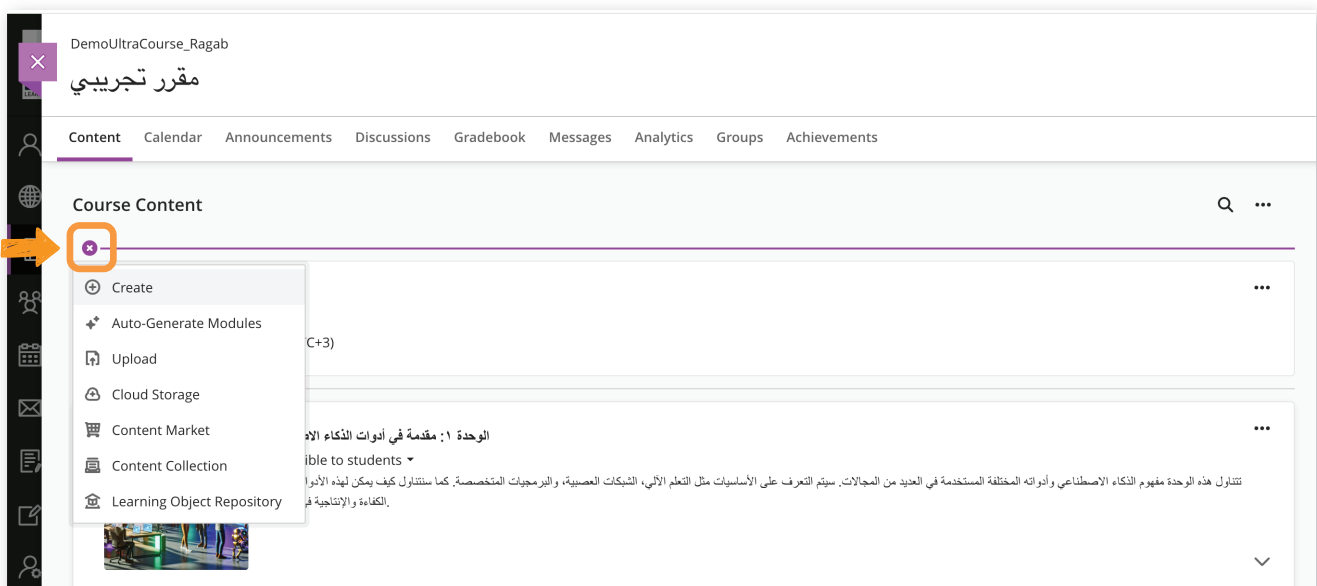 DemoUltraCourse_Ragab
مقرر تجريبي
Content Calendar Announcements Discussions Gradebook Messages Analytics Groups Achievements
Course Content
Create
Auto-Generate Modules
C+3)
Upload
Cloud Storage
Content Market
الوحدة ١: مقدمة في أدوات الذكاء
ible to students
Content Collection
تتناول هذه الوحدة مفهوم الذكاء الاصطناعي وأدواته المختلفة المستخدمة في العديد من المجالات. سيتم التعرف على الأساسيات مثل التعلم الآلي، الشبكات العصبية، والبرمجيات المتخصصة. كما سنتناول كيف يمكن لهذه
Learning Object Repository
الكفاءة والإنتاجية